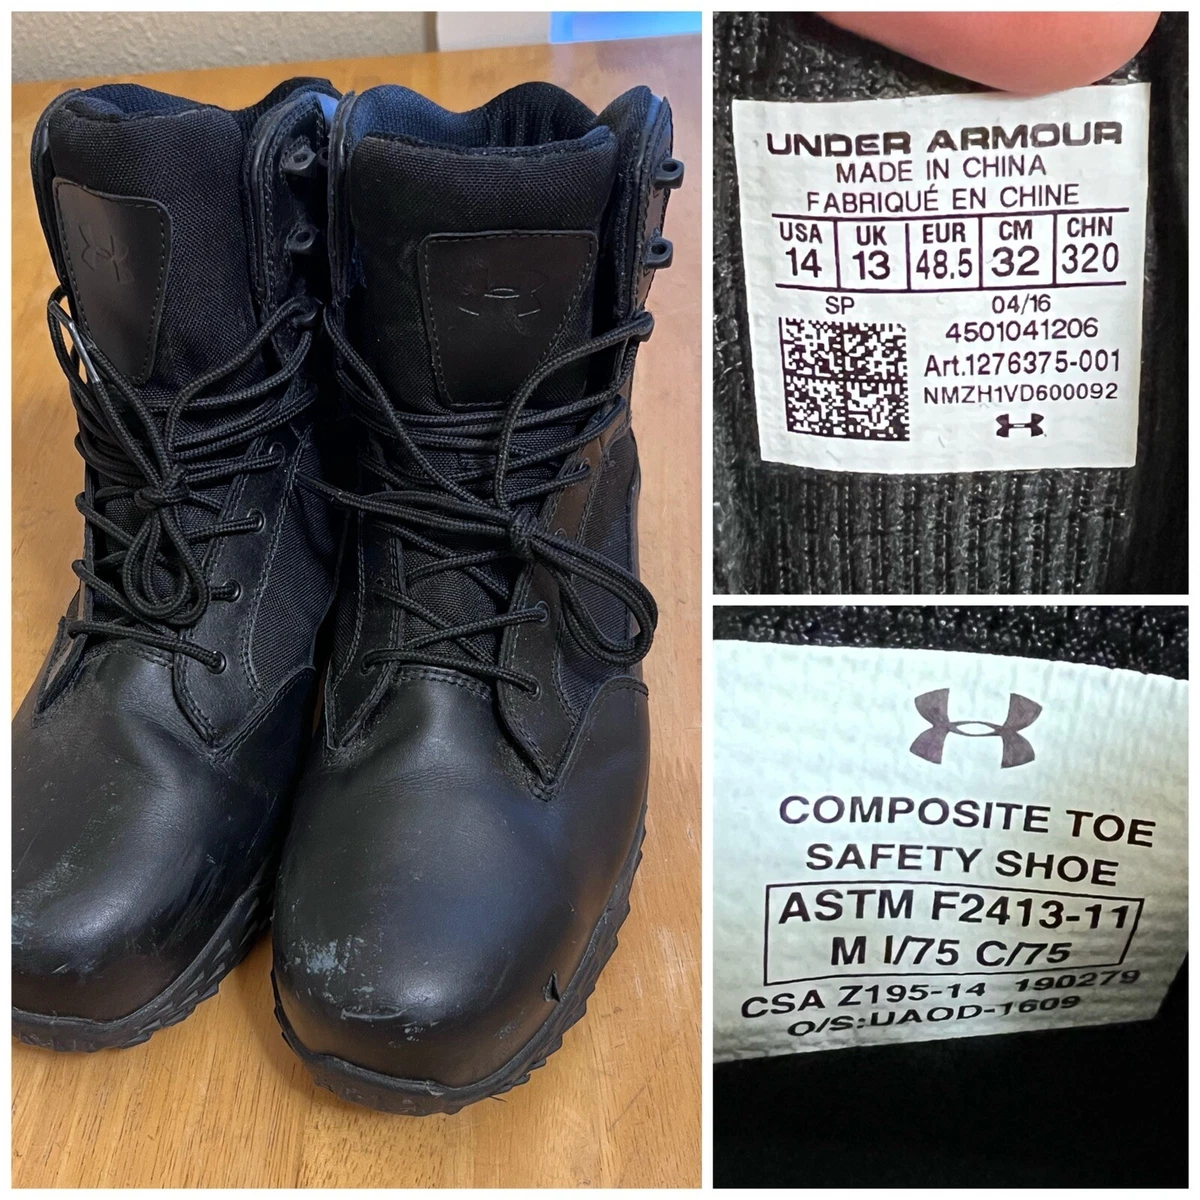 UNDER ARMOUR
MADE IN CHINA
FABRIQUÉ EN CHINE
USA UK EUR CM CHN
14 13 48.5 32 320
SP 04/16
4501041206
Art.1276375-001
NMZH1VD600092
COMPOSITE TOE
SAFETY SHOE
ASTM F2413-11
M I/75 C/75
CSA Z195-14 190279
O/S:UAOD-1609